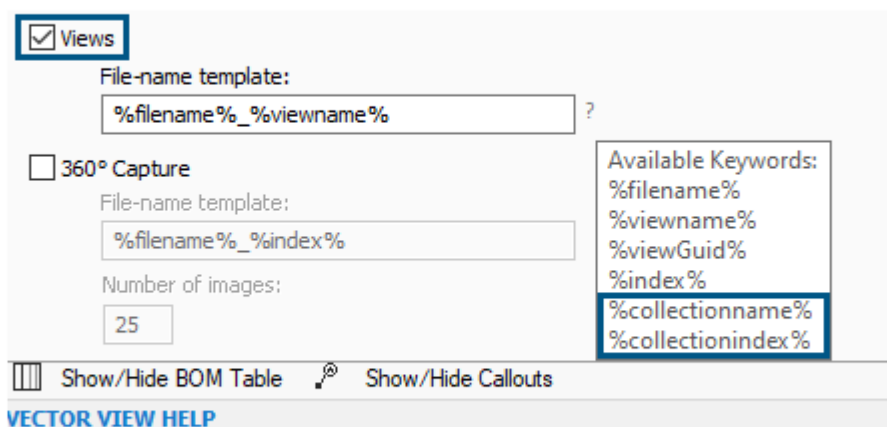 Views
File-name template:
%filename%_%viewname%
?
360° Capture
File-name template:
%filename%_%index%
Number of images:
25
Available Keywords:
%filename%
%viewname%
%viewGuid%
%index%
%collectionname%
%collectionindex%
Show/Hide BOM Table
Show/Hide Callouts
VECTOR VIEW HELP